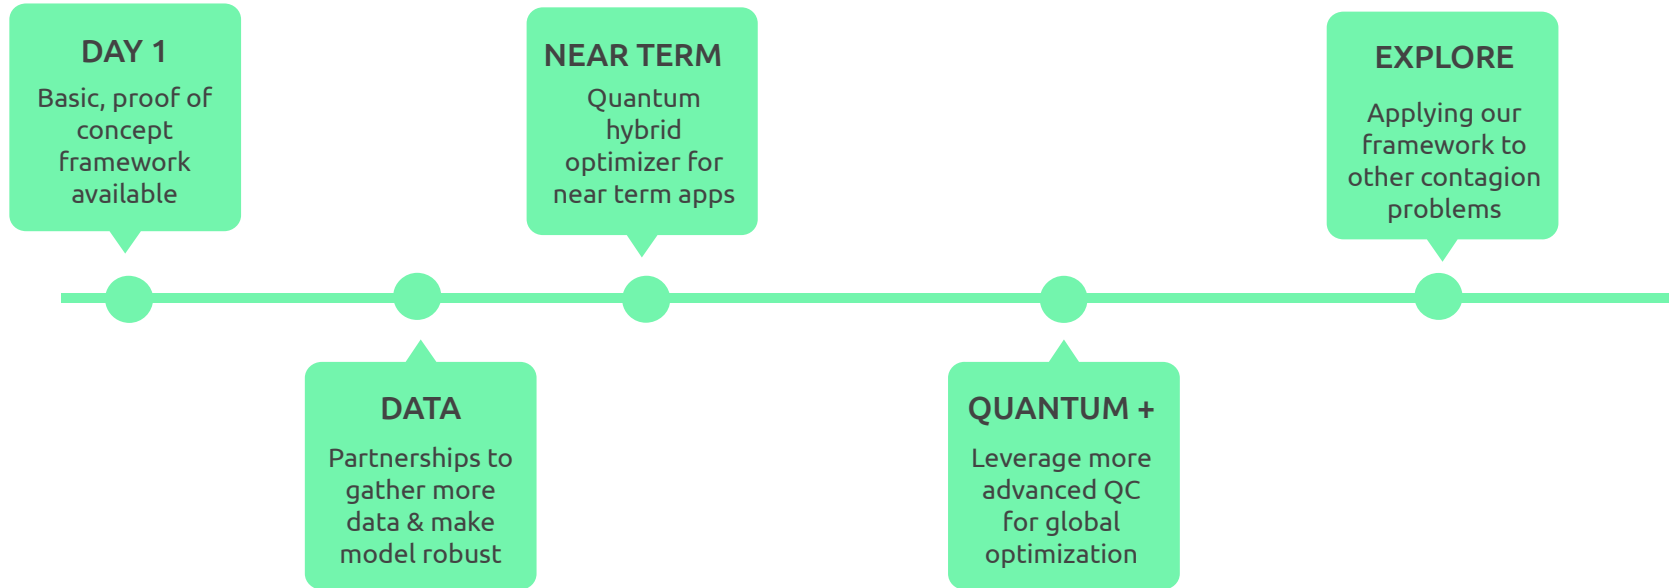 DAY 1
Basic, proof of
concept
framework
available
DATA
Partnerships to
gather more
data & make
model robust
NEAR TERM
Quantum
hybrid
optimizer for
near term apps
QUANTUM +
Leverage more
advanced QC
for global
optimization
EXPLORE
Applying our
framework to
other contagion
problems